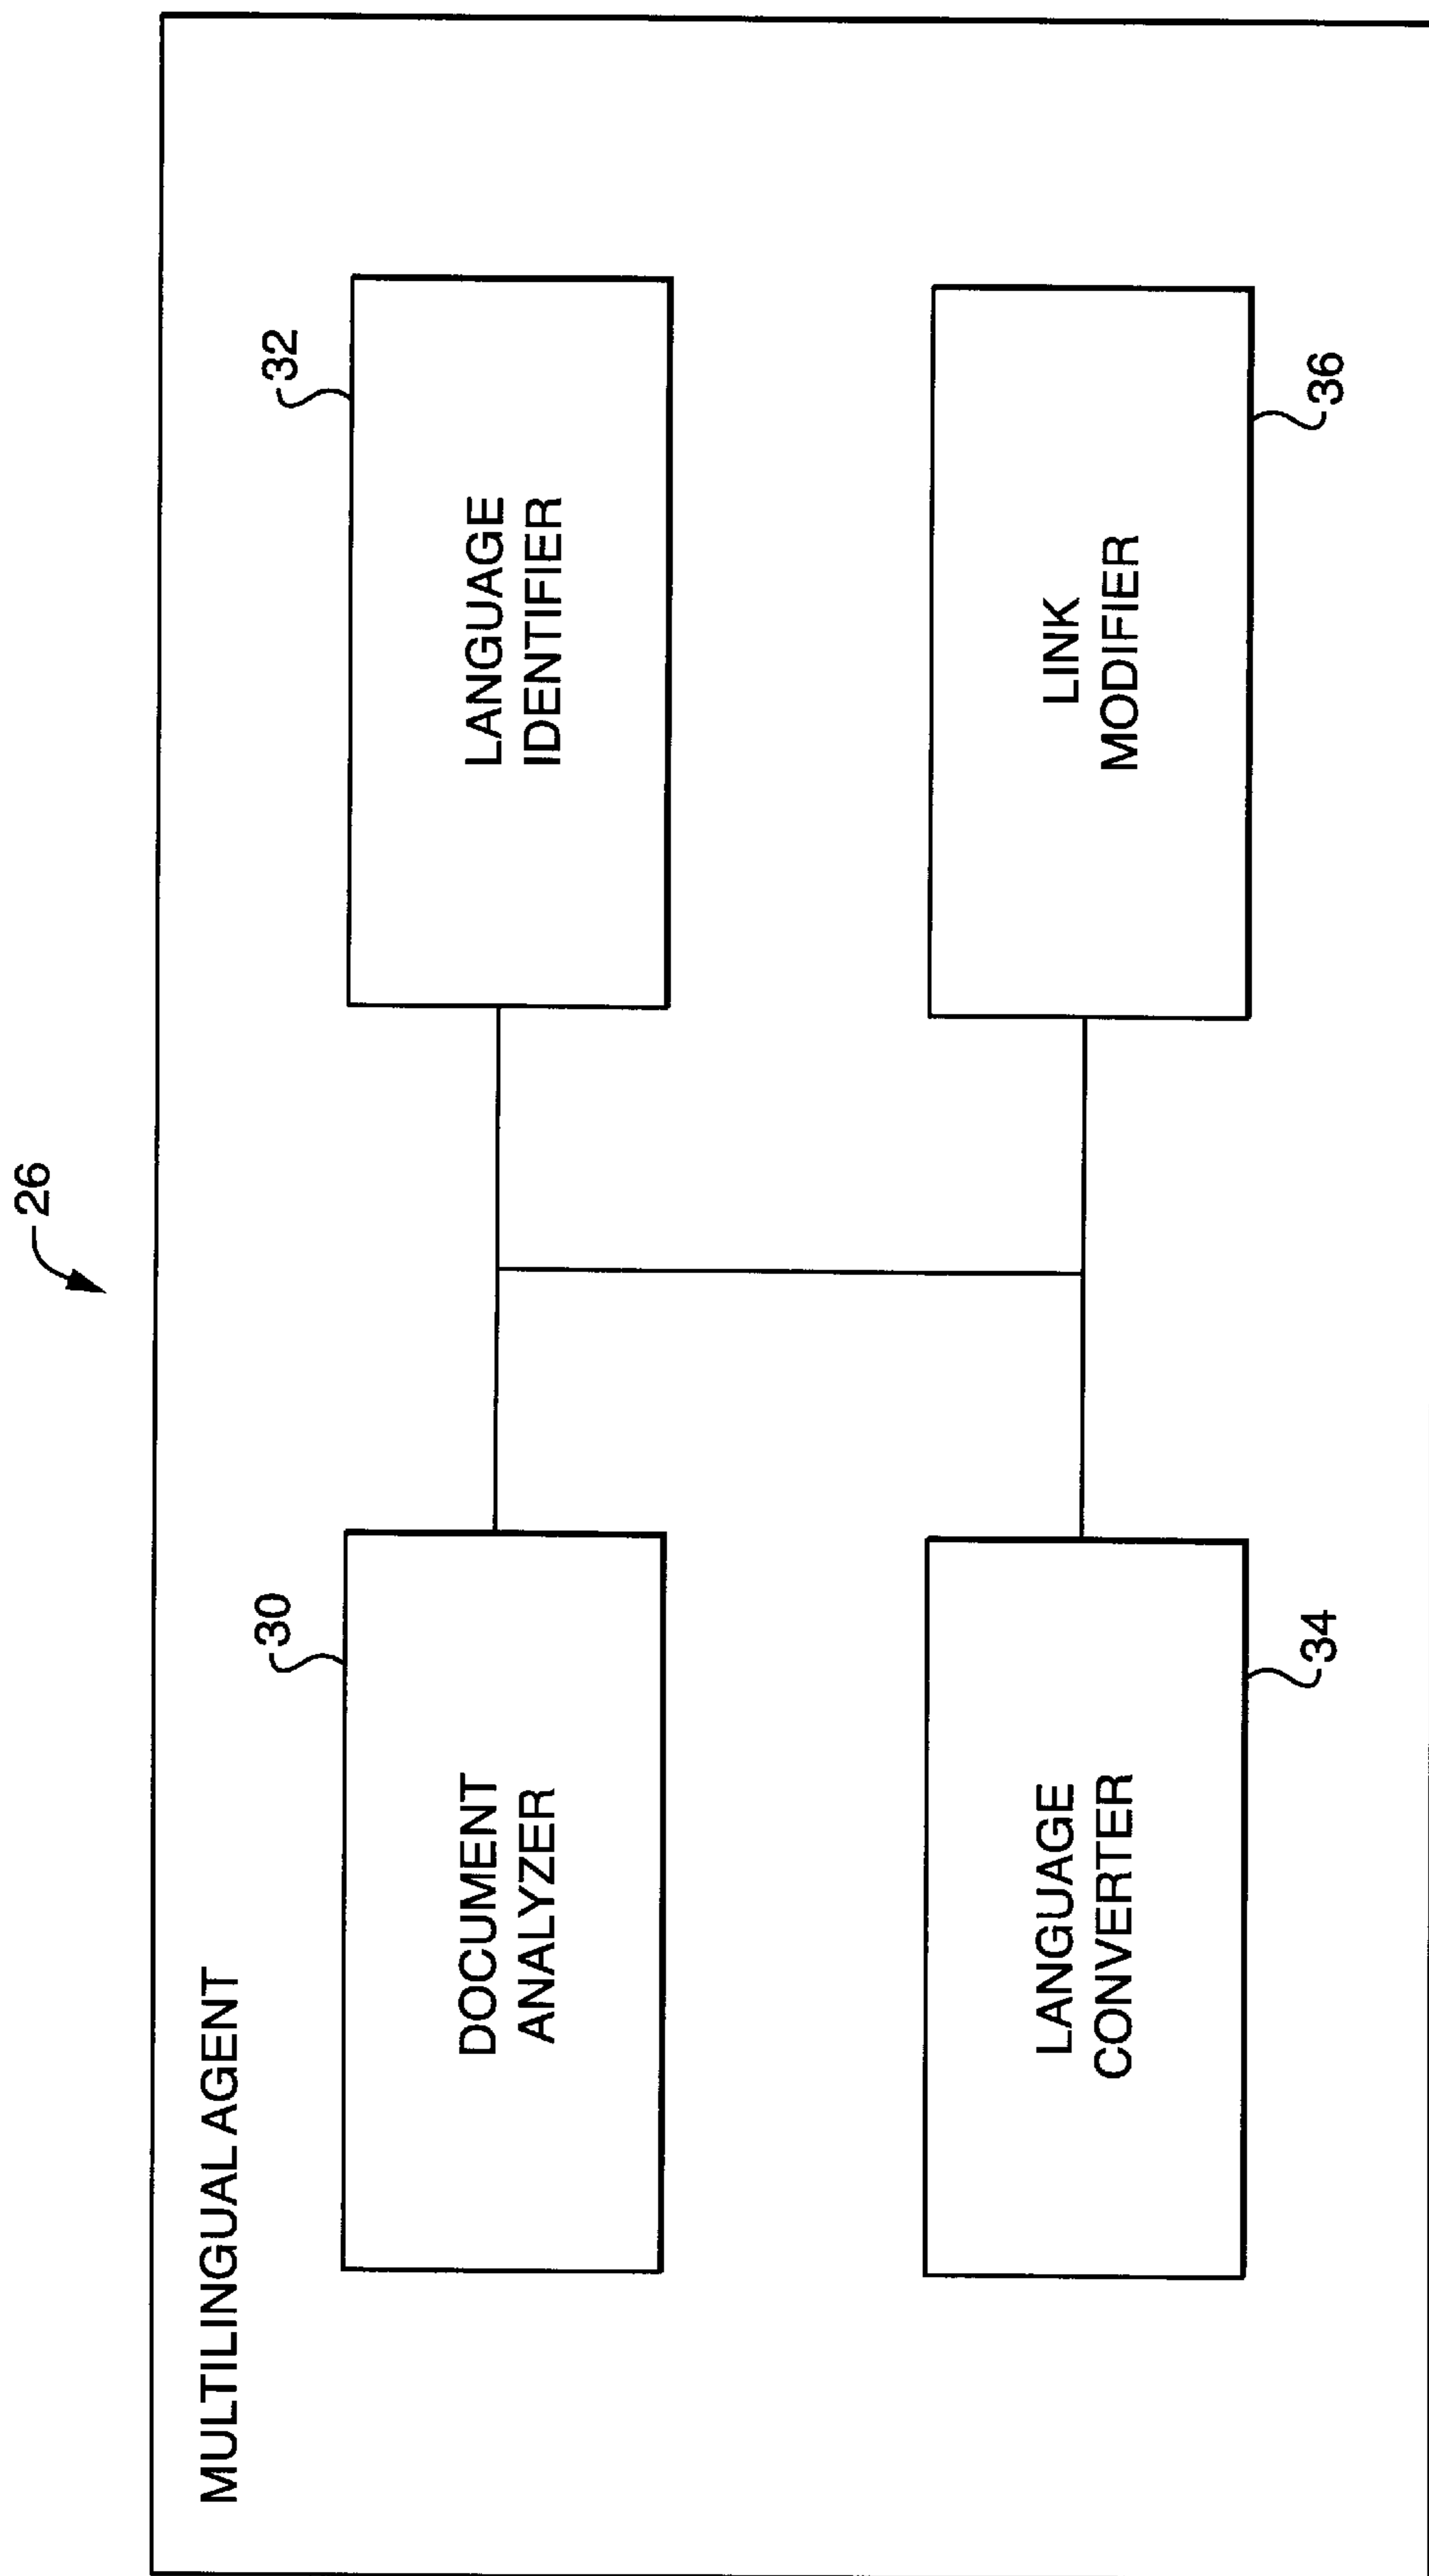 26
MULTILINGUAL AGENT
30
DOCUMENT
ANALYZER
32
LANGUAGE
IDENTIFIER
LANGUAGE
CONVERTER
34
LINK
MODIFIER
36